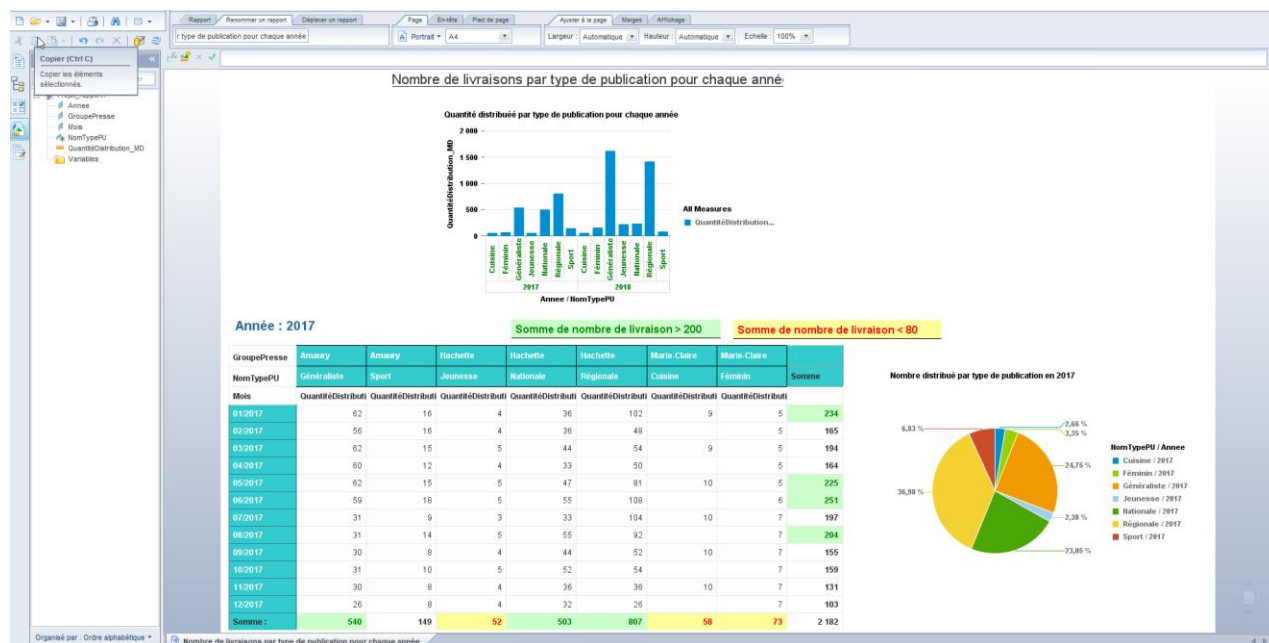 Rapport Renommer un rapport Déplacer un rapport Page En-tête Pied de page Ajuster à la page Marges Affichage
r type de publication pour chaque année Portrait A4 Largeur : Automatique Hauteur : Automatique Echelle : 100%
Copier (Ctrl C)
Copier les éléments
sélectionnés.
Annee
GroupePresse
Mois
NomTypePU
QuantitéDistribution_MD
Variables
Nombre de livraisons par type de publication pour chaque anné
Quantité distribuéé par type de publication pour chaque année
QuantitéDistribution_MD
2 000
1 500
1 000
500
0
All Measures
QuantitéDistribution...
Cuisine Féminin Généraliste Jeunesse Nationale Régionale Sport Cuisine Féminin Généraliste Jeunesse Nationale Régionale Sport
2017 2018
Annee / NomTypePU
Année : 2017 Somme de nombre de livraison > 200 Somme de nombre de livraison < 80
GroupePresse Amaury Amaury Hachette Hachette Hachette Marie-Claire Marie-Claire
NomTypePU Généraliste Sport Jeunesse Nationale Régionale Cuisine Féminin Somme
Mois QuantitéDistributi QuantitéDistributi QuantitéDistributi QuantitéDistributi QuantitéDistributi QuantitéDistributi QuantitéDistributi
01/2017 62 16 4 36 102 9 5 234
02/2017 56 16 4 36 48 5 165
03/2017 62 15 5 44 54 9 5 194
04/2017 60 12 4 33 50 5 164
05/2017 62 15 5 47 81 10 5 225
06/2017 59 18 5 55 108 6 251
07/2017 31 9 3 33 104 10 7 197
08/2017 31 14 5 55 92 7 204
09/2017 30 8 4 44 52 10 7 155
10/2017 31 10 5 52 54 7 159
11/2017 30 8 4 36 36 10 7 131
12/2017 26 8 4 32 26 7 103
Somme : 540 149 52 503 807 58 73 2 182
Nombre distribué par type de publication en 2017
2,66 %
3,35 %
24,75 %
2,38 %
23,05 %
36,98 %
6,83 %
NomTypePU / Annee
Cuisine / 2017
Féminin / 2017
Généraliste / 2017
Jeunesse / 2017
Nationale / 2017
Régionale / 2017
Sport / 2017
Organisé par : Ordre alphabétique
Nombre de livraisons par type de publication pour chaque année